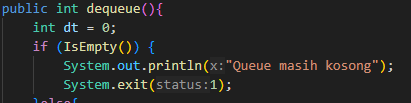 public int dequeue(){
int dt = 0;
if (IsEmpty()) {
System.out.println(x:"Queue masih kosong");
System.exit(status:1);
}else{